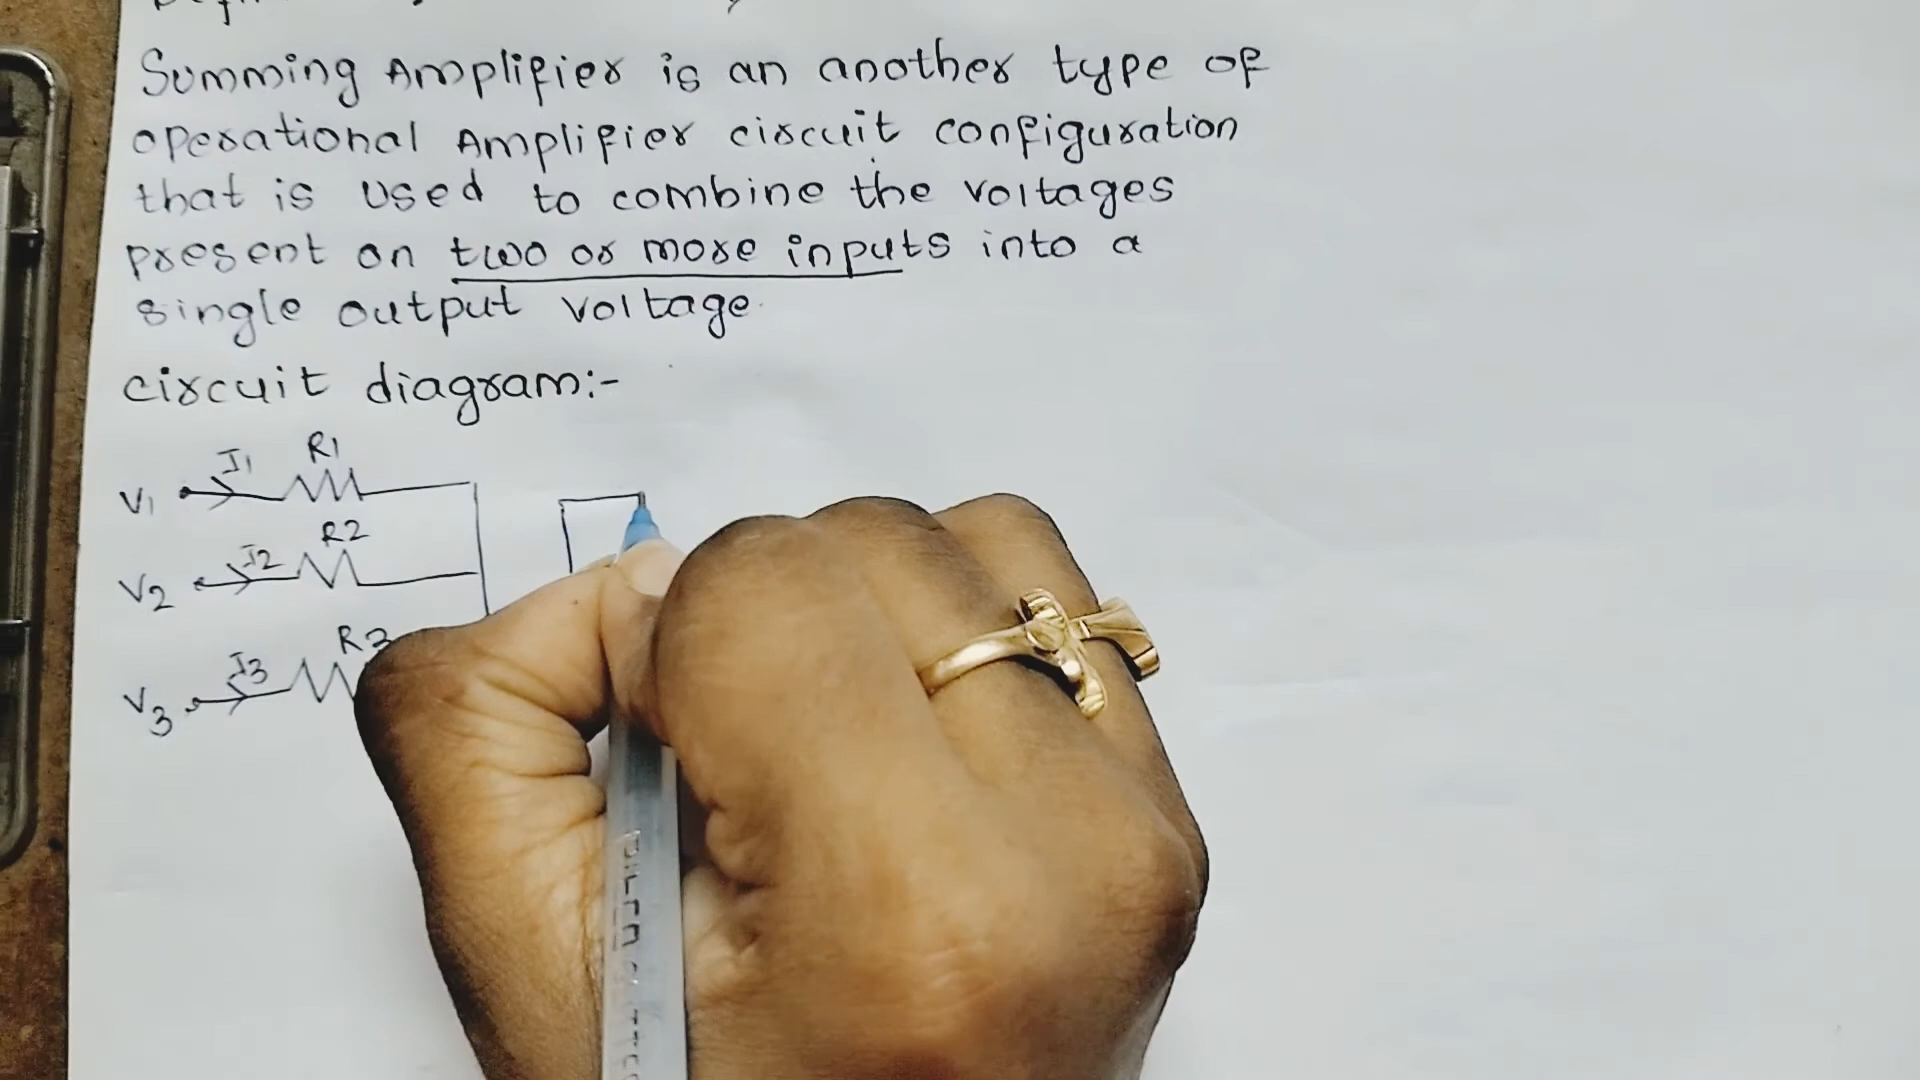 Summing Amplifier is an another type of
operational Amplifier circuit configuration
that is used to combine the voltages
present on two or more inputs into a
single output voltage.
circuit diagram:-
I1 R1
V1
R2
I2
V2
R3
I3
V3